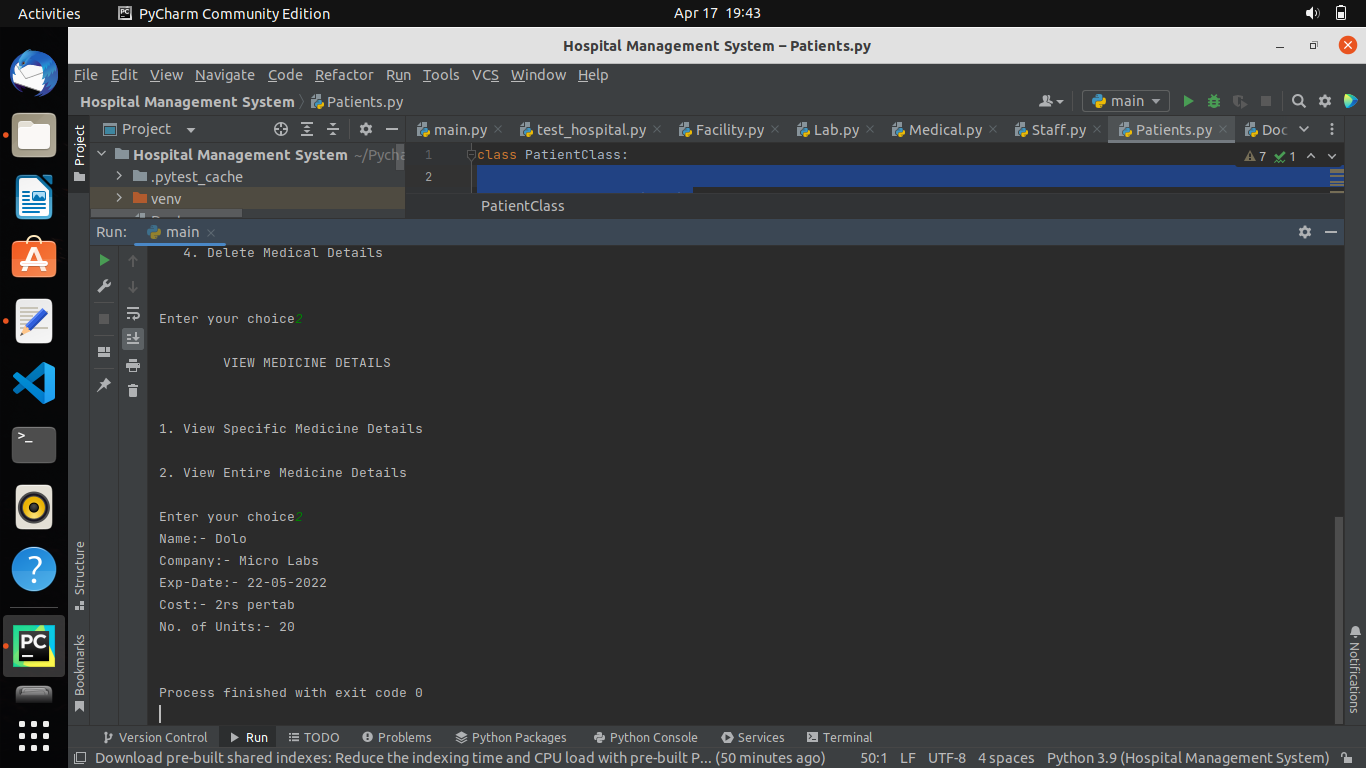 Activities PyCharm Community Edition Apr 17 19:43
Hospital Management System – Patients.py
File Edit View Navigate Code Refactor Run Tools VCS Window Help
Hospital Management System Patients.py main
Project main.py test_hospital.py Facility.py Lab.py Medical.py Staff.py Patients.py Doc
Project
Hospital Management System ~/Pycha 1 class PatientClass: 7 1
.pytest_cache 2
venv
PatientClass
Run: main
4. Delete Medical Details
Enter your choice2
VIEW MEDICINE DETAILS
1. View Specific Medicine Details
2. View Entire Medicine Details
Enter your choice2
Name:- Dolo
Company:- Micro Labs
Exp-Date:- 22-05-2022
Cost:- 2rs pertab
No. of Units:- 20
Process finished with exit code 0
Structure
Bookmarks
Notifications
PC
Version Control Run TODO Problems Python Packages Python Console Services Terminal
Download pre-built shared indexes: Reduce the indexing time and CPU load with pre-built P... (50 minutes ago) 50:1 LF UTF-8 4 spaces Python 3.9 (Hospital Management System)